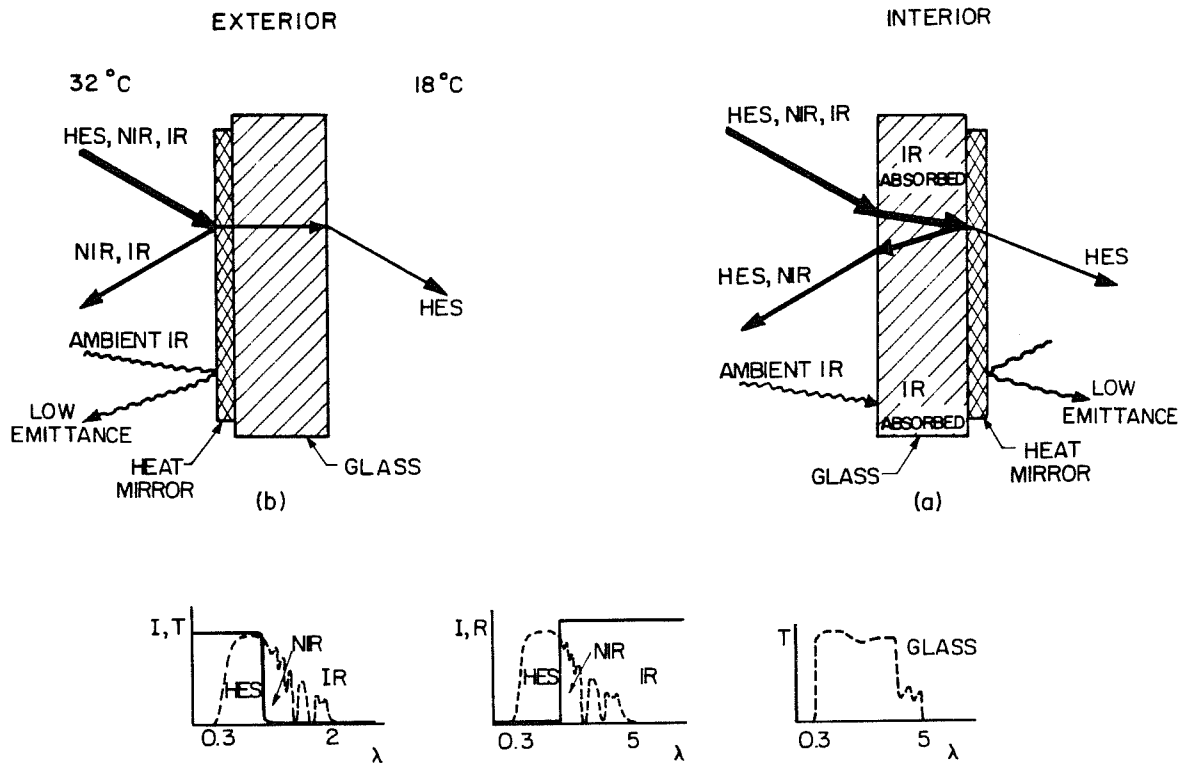 EXTERIOR
INTERIOR
32 °C
18 °C
HES, NIR, IR
NIR, IR
HES
AMBIENT IR
LOW
EMITTANCE
HEAT
MIRROR
GLASS
(b)
HES, NIR, IR
IR
ABSORBED
HES, NIR
HES
AMBIENT IR
IR
ABSORBED
LOW
EMITTANCE
GLASS
HEAT
MIRROR
(a)
I, T
NIR
HES
IR
0.3
2
λ
I, R
NIR
HES
IR
0.3
5
λ
T
GLASS
0.3
5
λ